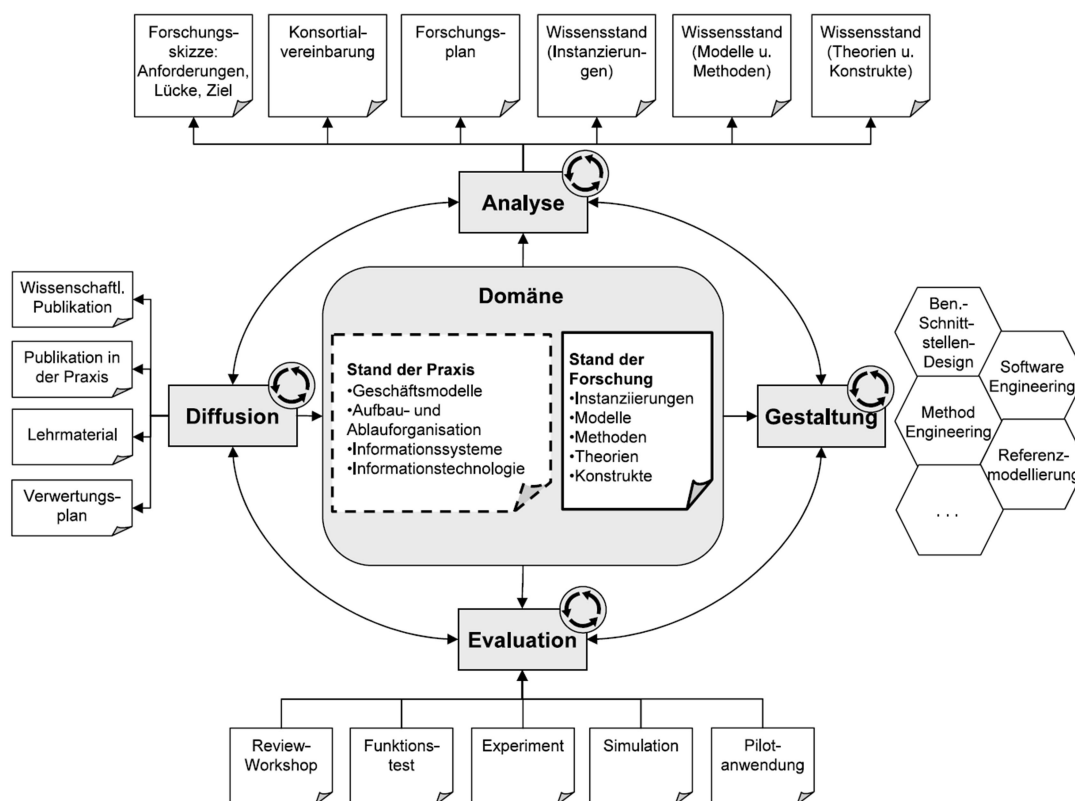 Forschungs-
skizze:
Anforderungen,
Lücke, Ziel
Konsortial-
vereinbarung
Forschungs-
plan
Wissensstand
(Instanzierun-
gen)
Wissensstand
(Modelle u.
Methoden)
Wissensstand
(Theorien u.
Konstrukte)
Analyse
Wissenschaftl.
Publikation
Publikation in
der Praxis
Lehrmaterial
Verwertungs-
plan
Diffusion
Domäne
Stand der Praxis
•Geschäftsmodelle
•Aufbau- und
Ablauforganisation
•Informationssysteme
•Informationstechnologie
Stand der
Forschung
•Instanziierungen
•Modelle
•Methoden
•Theorien
•Konstrukte
Gestaltung
Ben.-
Schnitt-
stellen-
Design
Software
Engineering
Method
Engineering
Referenz-
modellierung
. . .
Evaluation
Review-
Workshop
Funktions-
test
Experiment
Simulation
Pilot-
anwendung